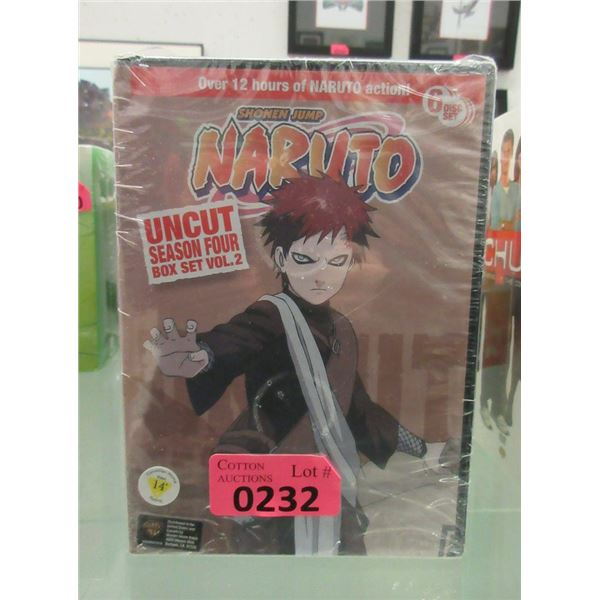 Over 12 hours of NARUTO action!
6
DISC
SET
SHONEN JUMP
NARUTO
UNCUT
SEASON FOUR
BOX SET VOL.2
COTTON
AUCTIONS
Lot #
0232
14
CHU